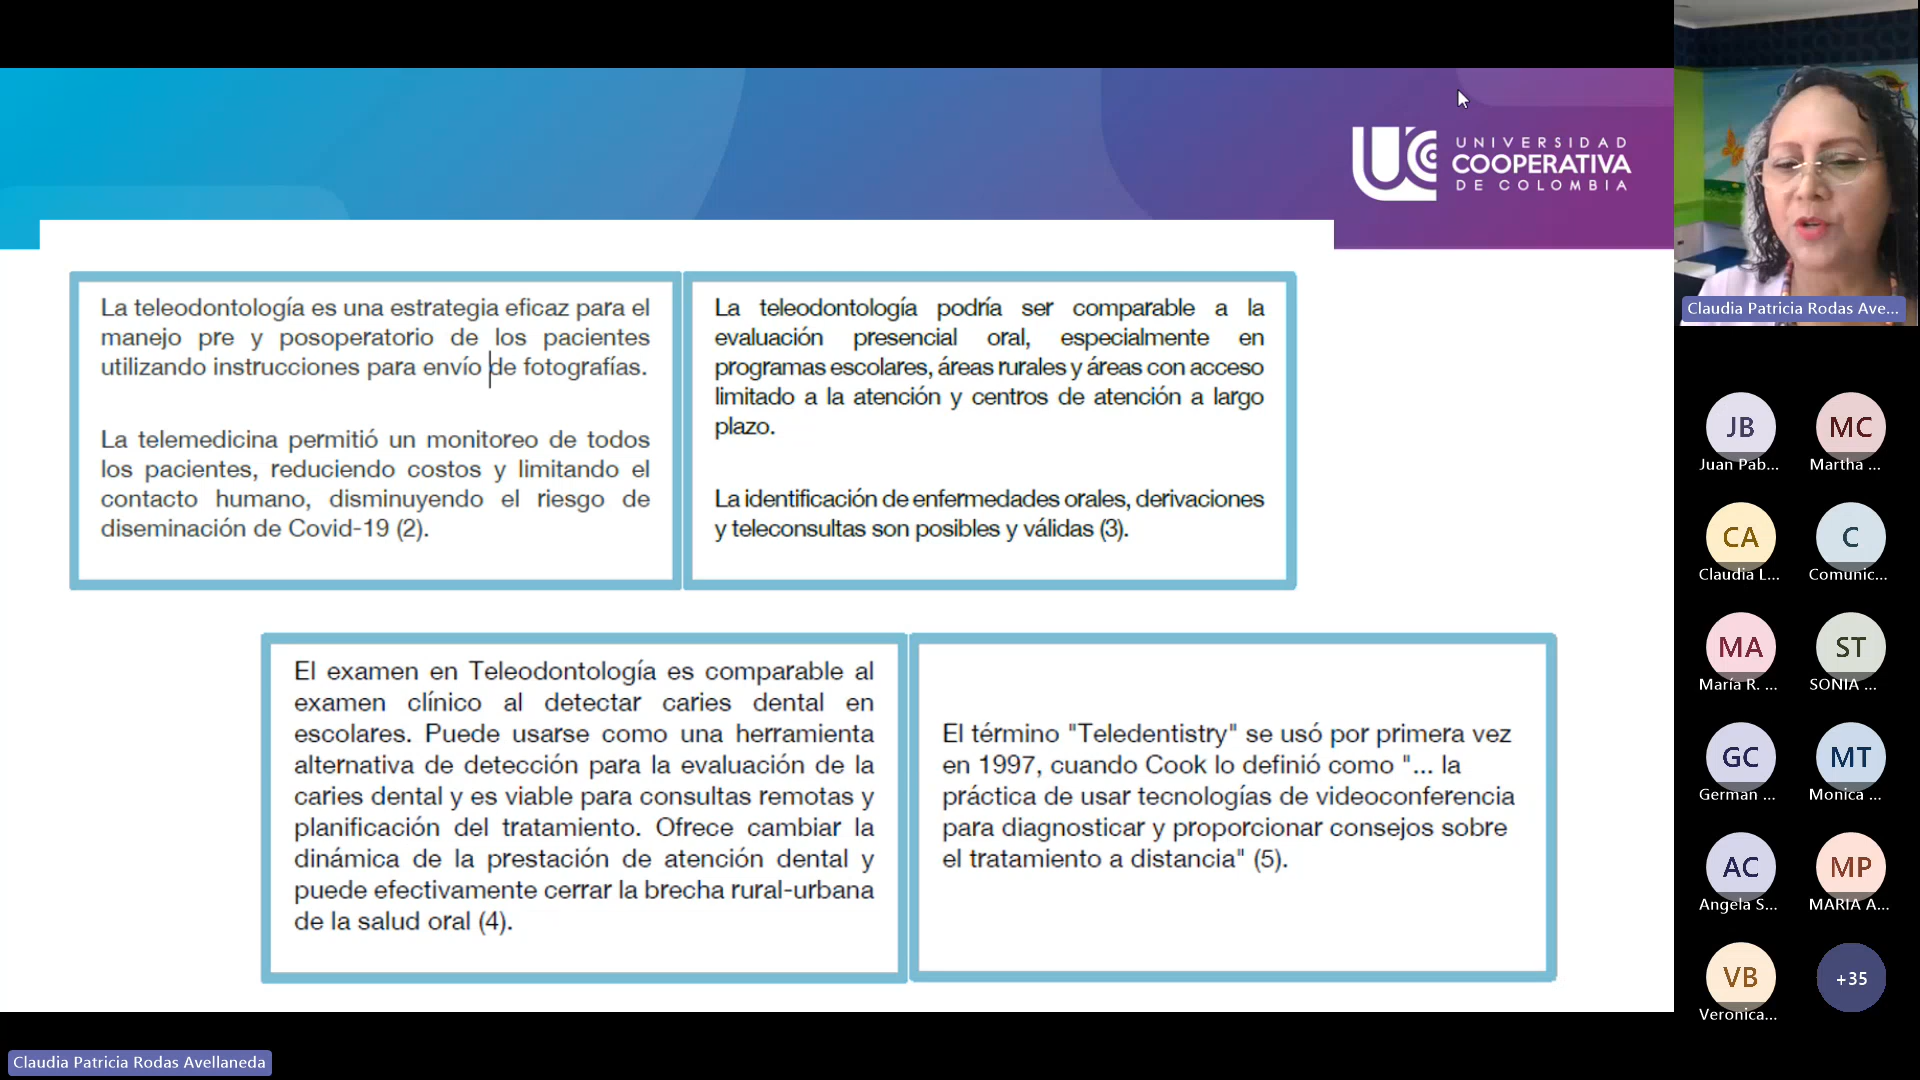 UNIVERSIDAD
COOPERATIVA
DE COLOMBIA
La teleodontología es una estrategia eficaz para el
manejo pre y posoperatorio de los pacientes
utilizando instrucciones para envío de fotografías.
La telemedicina permitió un monitoreo de todos
los pacientes, reduciendo costos y limitando el
contacto humano, disminuyendo el riesgo de
diseminación de Covid-19 (2).
La teleodontología podría ser comparable a la
evaluación presencial oral, especialmente en
programas escolares, áreas rurales y áreas con acceso
limitado a la atención y centros de atención a largo
plazo.
La identificación de enfermedades orales, derivaciones
y teleconsultas son posibles y válidas (3).
El examen en Teleodontología es comparable al
examen clínico al detectar caries dental en
escolares. Puede usarse como una herramienta
alternativa de detección para la evaluación de la
caries dental y es viable para consultas remotas y
planificación del tratamiento. Ofrece cambiar la
dinámica de la prestación de atención dental y
puede efectivamente cerrar la brecha rural-urbana
de la salud oral (4).
El término "Teledentistry" se usó por primera vez
en 1997, cuando Cook lo definió como "... la
práctica de usar tecnologías de videoconferencia
para diagnosticar y proporcionar consejos sobre
el tratamiento a distancia" (5).
Claudia Patricia Rodas Ave...
JB
Juan Pab...
MC
Martha ...
CA
Claudia L...
C
Comunic...
MA
María R. ...
ST
SONIA ...
GC
German ...
MT
Monica ...
AC
Angela S...
MP
MARIA A...
VB
Veronica...
+35
Claudia Patricia Rodas Avellaneda